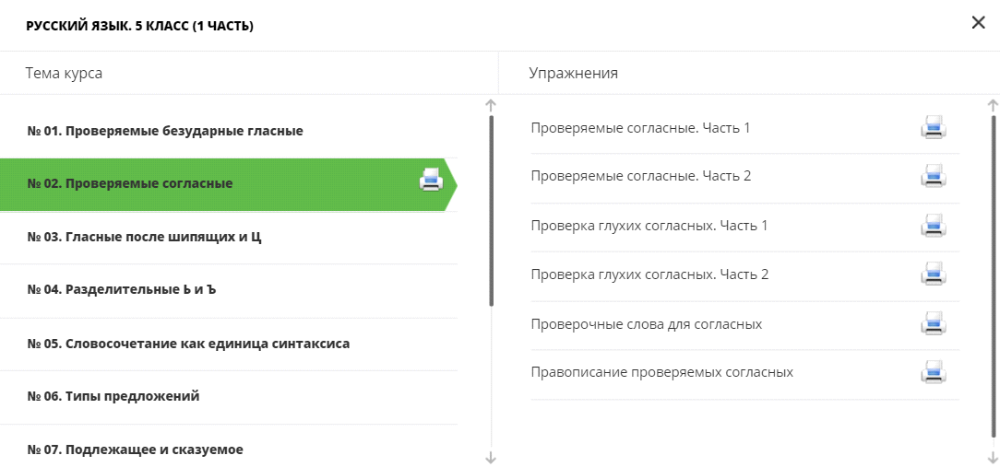 РУССКИЙ ЯЗЫК. 5 КЛАСС (1 ЧАСТЬ)
Тема курса
№ 01. Проверяемые безударные гласные
№ 02. Проверяемые согласные
№ 03. Гласные после шипящих и Ц
№ 04. Разделительные Ь и Ъ
№ 05. Словосочетание как единица синтаксиса
№ 06. Типы предложений
№ 07. Подлежащее и сказуемое
Упражнения
Проверяемые согласные. Часть 1
Проверяемые согласные. Часть 2
Проверка глухих согласных. Часть 1
Проверка глухих согласных. Часть 2
Проверочные слова для согласных
Правописание проверяемых согласных